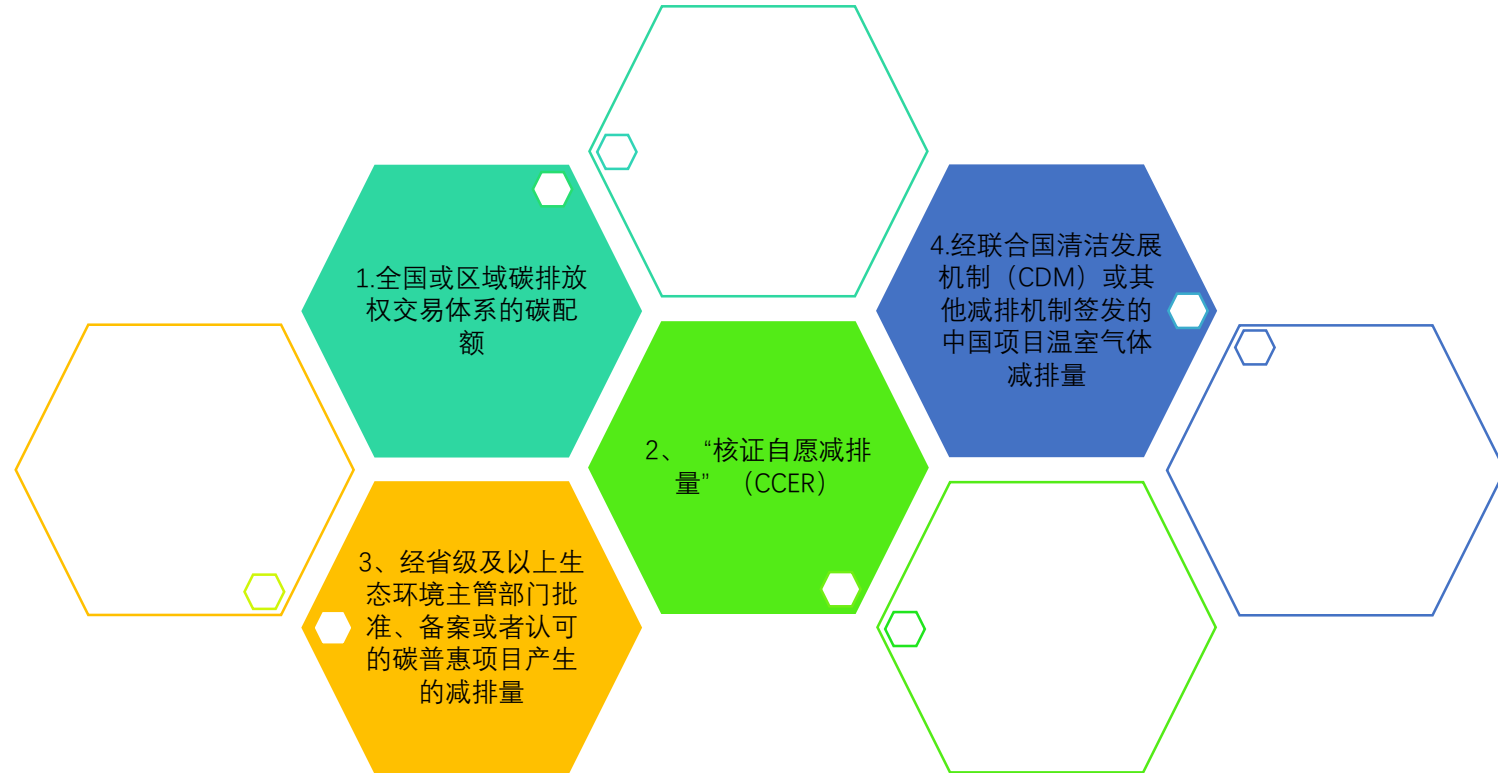 1.全国或区域碳排放
权交易体系的碳配
额
2、 “核证自愿减排
量” （CCER）
3、经省级及以上生
态环境主管部门批
准、备案或者认可
的碳普惠项目产生
的减排量
4.经联合国清洁发展
机制（CDM）或其
他减排机制签发的
中国项目温室气体
减排量